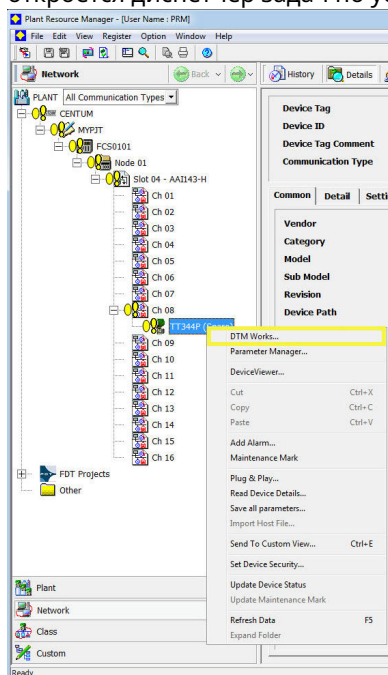 откроется диспетчер зада
Plant Resource Manager - [User Name : PRM]
File Edit View Register Option Window Help
Network
Back
History
Details
PLANT
All Communication Types
CENTUM
MYPJT
FCS0101
Node 01
Slot 04 - AAI143-H
Ch 01
Ch 02
Ch 03
Ch 04
Ch 05
Ch 06
Ch 07
Ch 08
TT344P
Ch 09
Ch 10
Ch 11
Ch 12
Ch 13
Ch 14
Ch 15
Ch 16
FDT Projects
Other
Device Tag
Device ID
Device Tag Comment
Communication Type
Common Detail Setti
Vendor
Category
Model
Sub Model
Revision
Device Path
DTM Works...
Parameter Manager...
DeviceViewer...
Cut Ctrl+X
Copy Ctrl+C
Paste Ctrl+V
Add Alarm...
Maintenance Mark
Plug & Play...
Read Device Details...
Save all parameters...
Import Host File...
Send To Custom View... Ctrl+E
Set Device Security...
Update Device Status
Update Maintenance Mark
Refresh Data F5
Expand Folder
Plant
Network
Class
Custom
Ready